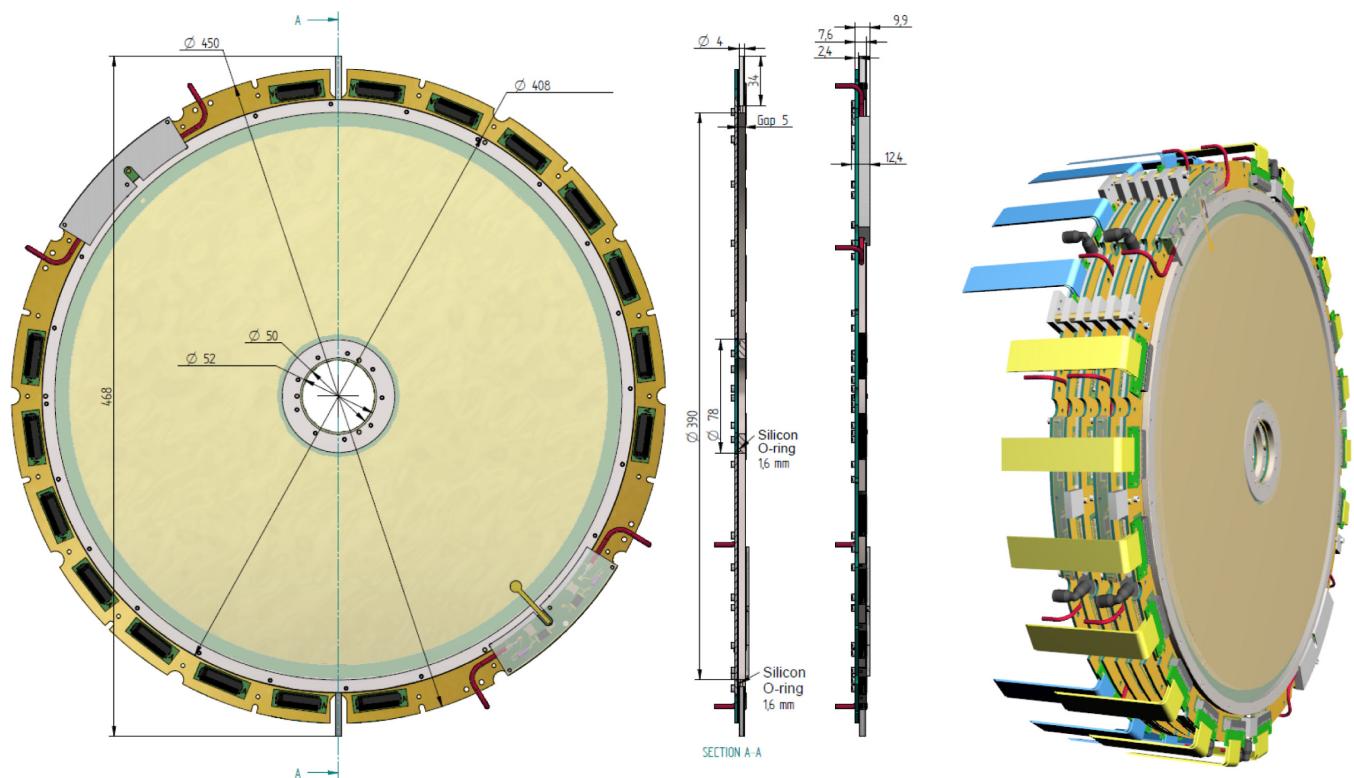 A
Ø 450
Ø 408
Ø 50
Ø 52
468
A
Ø 4
34
Gap 5
Ø 390
Ø 78
Silicon
O-ring
1,6 mm
Silicon
O-ring
1,6 mm
SECTION A-A
9,9
7,6
2,4
12,4